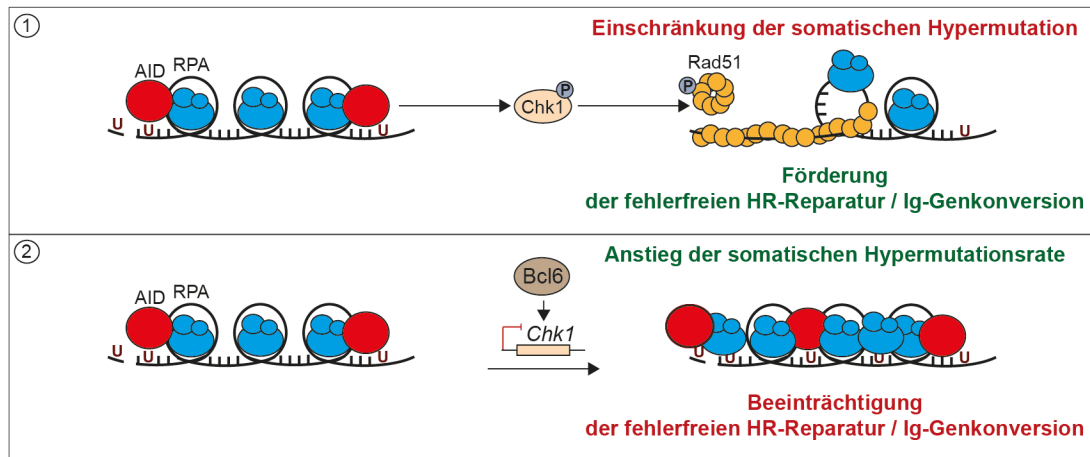 1
Einschränkung der somatischen Hypermutation
AID
RPA
U
U
U
Chk1
P
Rad51
P
U
Förderung
der fehlerfreien HR-Reparatur / Ig-Genkonversion
2
Anstieg der somatischen Hypermutationsrate
AID
RPA
U
U
U
Bcl6
Chk1
U
U
U
U
U
Beeinträchtigung
der fehlerfreien HR-Reparatur / Ig-Genkonversion